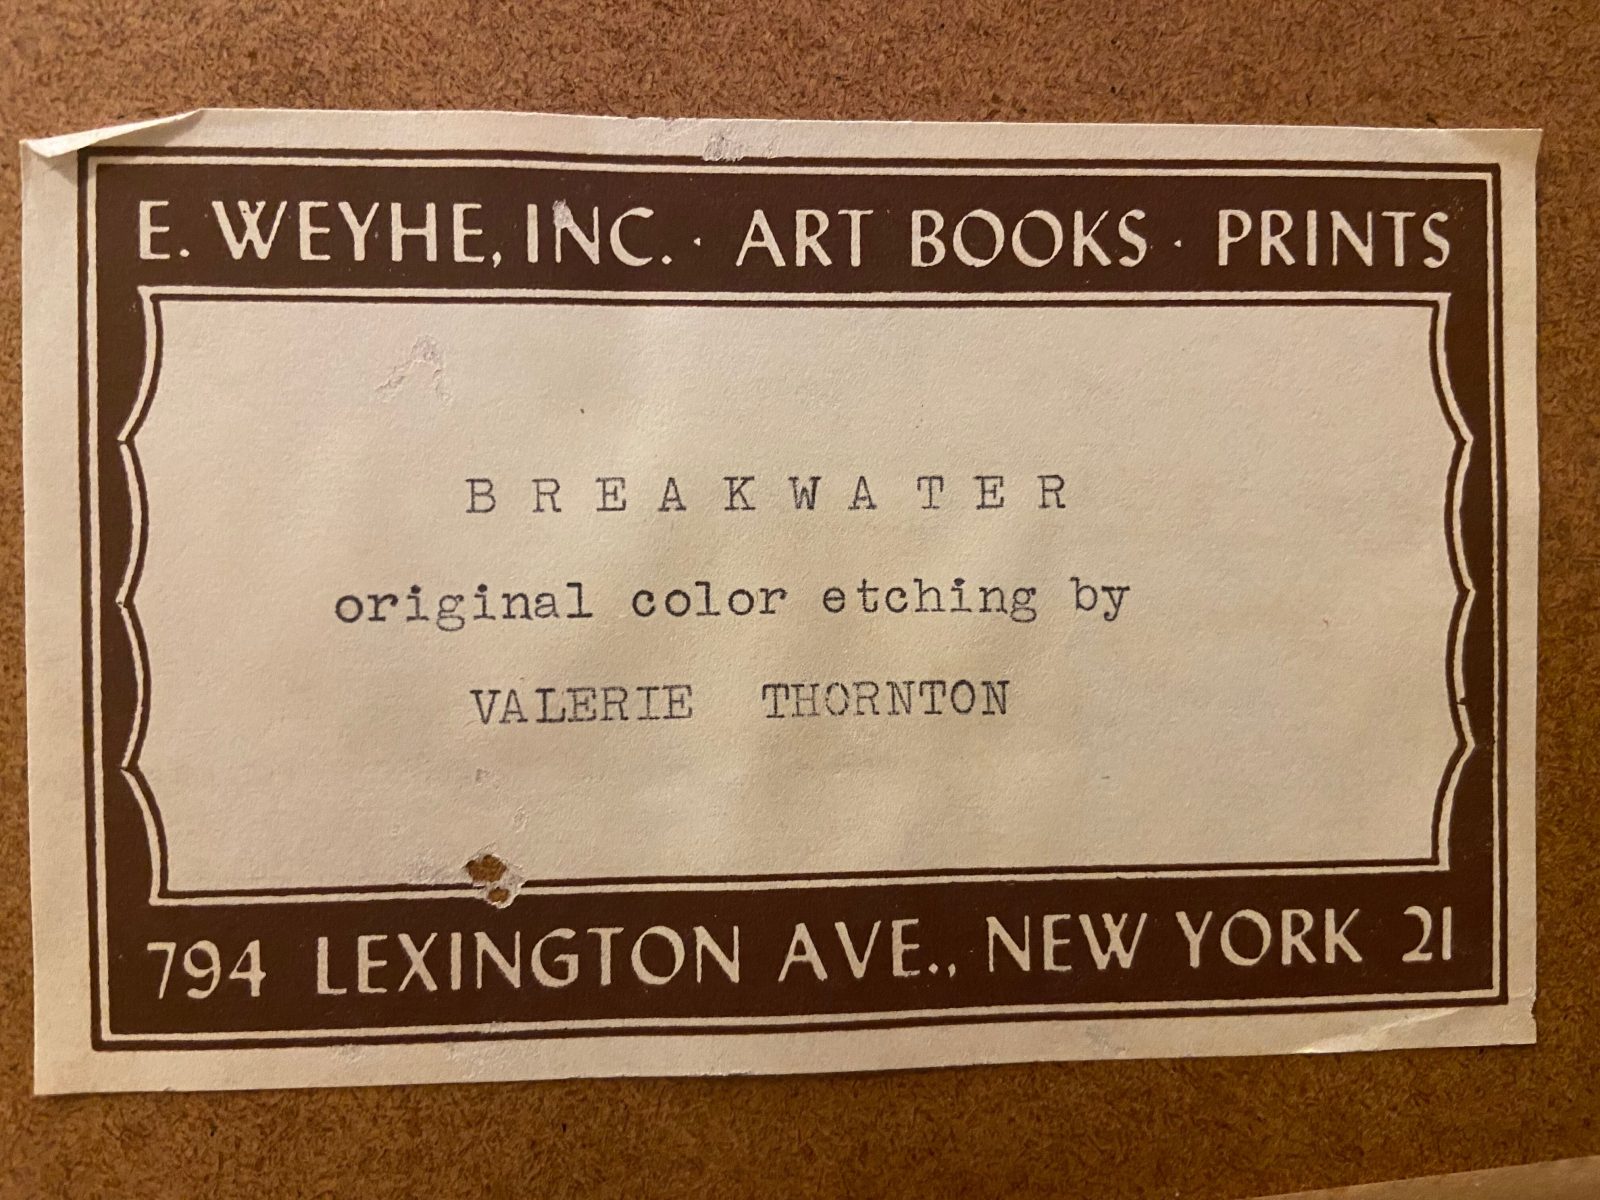 E. WEYHE, INC. · ART BOOKS · PRINTS
B R E A K W A T E R
original color etching by
VALERIE THORNTON
794 LEXINGTON AVE., NEW YORK 21